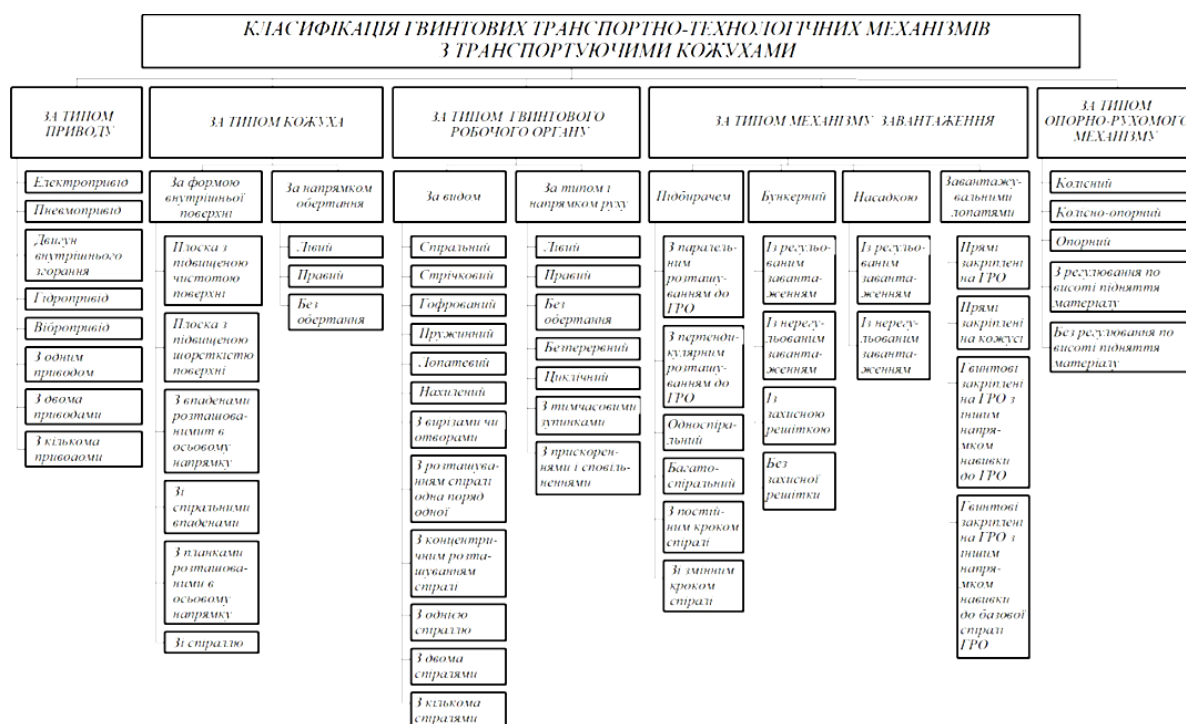 КЛАСИФІКАЦІЯ ГВИНТОВИХ ТРАНСПОРТНО-ТЕХНОЛОГІЧНИХ МЕХАНІЗМІВ
З ТРАНСПОРТУЮЧИМИ КОЖУХАМИ
ЗА ТИПОМ
ПРИВОДУ
Електропривід
Пневмопривід
Двигун
внутрішнього
згорання
Гідропривід
Вібропривід
З одним
приводом
З двома
приводами
З кількома
приводами
ЗА ТИПОМ КОЖУХА
За формою
внутрішньої
поверхні
Плоска з
підвищеною
чистотою
поверхні
Плоска з
підвищеною
шорсткістю
поверхні
З впаденами
розташованимит в
осьовому
напрямку
Зі
спіральними
впаденами
З планками
розташова-
ними в
осьовому
напрямку
Зі спіраллю
За напрямком
обертання
Лівий
Правий
Без
обертання
ЗА ТИПОМ ГВИНТОВОГО
РОБОЧОГО ОРГАНУ
За видом
Спіральний
Стрічковий
Гофрований
Пружинний
Лопатевий
Нахилений
З вирізами чи
отворами
З розташуван-
ням спіралі
одна поряд
одної
З концентри-
чним розта-
шуванням
спіралі
З одною
спіраллю
З двома
спіралями
З кількома
спіралями
За типом і
напрямком руху
Лівий
Правий
Без
обертання
Безперервний
Циклічний
З тимчасовими
зупинками
З прискорен-
нями і сповіль-
неннями
ЗА ТИПОМ МЕХАНІЗМУ ЗАВАНТАЖЕННЯ
Підбирачем
З паралель-
ним
розташу-
ванням до
ГРО
З перпенди-
кулярним
розташу-
ванням до
ГРО
Односпі-
ральний
Багато-
спіральний
З постій-
ним кроком
спіралі
Зі змінним
кроком
спіралі
Бункерний
Із регульо-
ваним
заванта-
женням
Із нерегу-
льованим
заванта-
женням
Із
захисною
решіткою
Без
захисної
решітки
Насадкою
Із регульо-
ваним
заванта-
женням
Із нерегу-
льованим
заванта-
женням
Завантажу-
вальними
лопатями
Прямі
закріплені
на ГРО
Прямі
закріплені
на кожусі
Гвинтові
закріплені
на ГРО з
іншим
напря-
мком
навивки
до ГРО
Гвинтові
закріплені
на ГРО з
іншим
напря-
мком
навивки
до базової
спіралі
ГРО
ЗА ТИПОМ
ОПОРНО-РУХОМОГО
МЕХАНІЗМУ
Колісний
Колісно-опорний
Опорний
З регулювання по
висоті підняття
матеріалу
Без регулювання по
висоті підняття
матеріалу